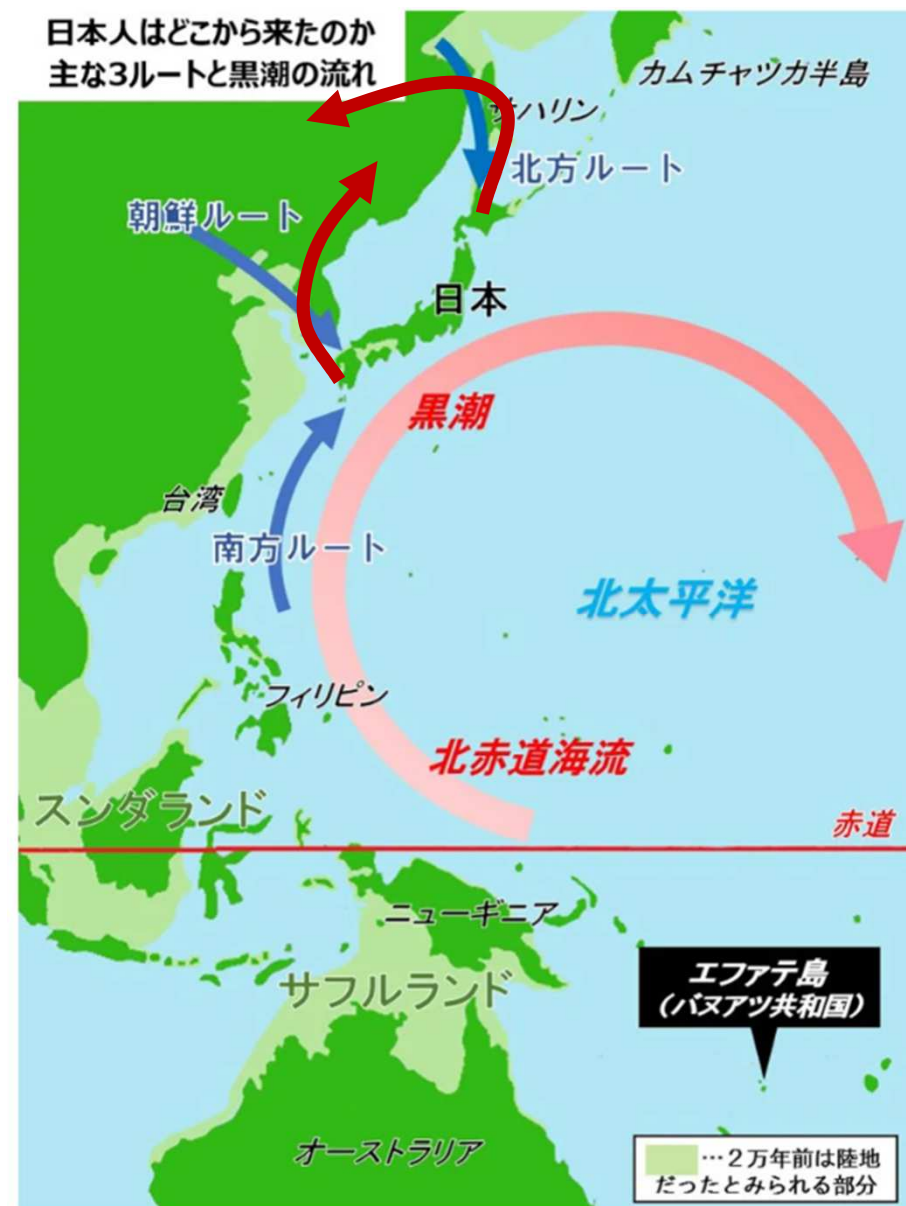 日本人はどこから来たのか
主な3ルートと黒潮の流れ
カムチャツカ半島
サハリン
北方ルート
朝鮮ルート
日本
黒潮
台湾
南方ルート
北太平洋
フィリピン
北赤道海流
スンダランド
赤道
ニューギニア
サフルランド
エファテ島
（バヌアツ共和国）
オーストラリア
…２万年前は陸地
だったとみられる部分